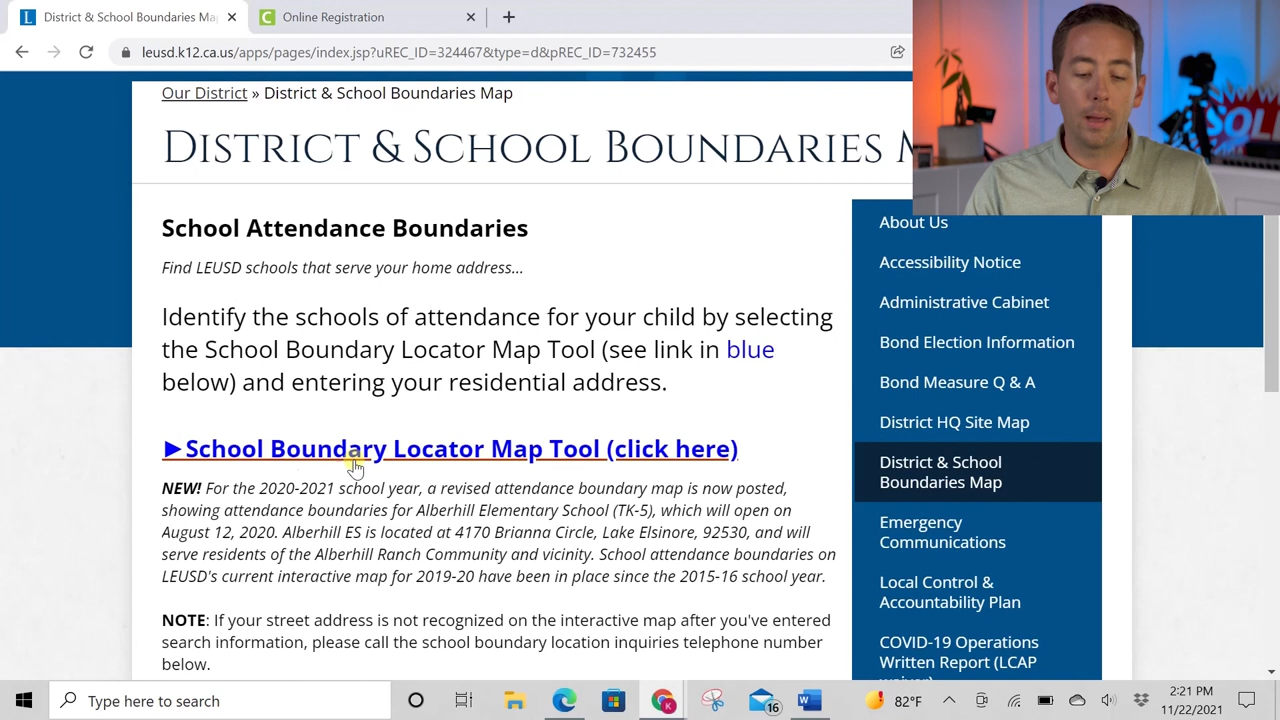 District & School Boundaries Ma
Online Registration
leusd.k12.ca.us/apps/pages/index.jsp?uREC_ID=324467&type=d&pREC_ID=732455
Our District » District & School Boundaries Map
District & School Boundaries M
School Attendance Boundaries
Find LEUSD schools that serve your home address...
Identify the schools of attendance for your child by selecting
the School Boundary Locator Map Tool (see link in blue
below) and entering your residential address.
►School Boundary Locator Map Tool (click here)
NEW! For the 2020-2021 school year, a revised attendance boundary map is now posted,
showing attendance boundaries for Alberhill Elementary School (TK-5), which will open on
August 12, 2020. Alberhill ES is located at 4170 Brianna Circle, Lake Elsinore, 92530, and will
serve residents of the Alberhill Ranch Community and vicinity. School attendance boundaries on
LEUSD's current interactive map for 2019-20 have been in place since the 2015-16 school year.
NOTE: If your street address is not recognized on the interactive map after you've entered
search information, please call the school boundary location inquiries telephone number
below.
About Us
Accessibility Notice
Administrative Cabinet
Bond Election Information
Bond Measure Q & A
District HQ Site Map
District & School
Boundaries Map
Emergency
Communications
Local Control &
Accountability Plan
COVID-19 Operations
Written Report (LCAP
SOL
Type here to search
16
82°F
2:21 PM
11/22/2021